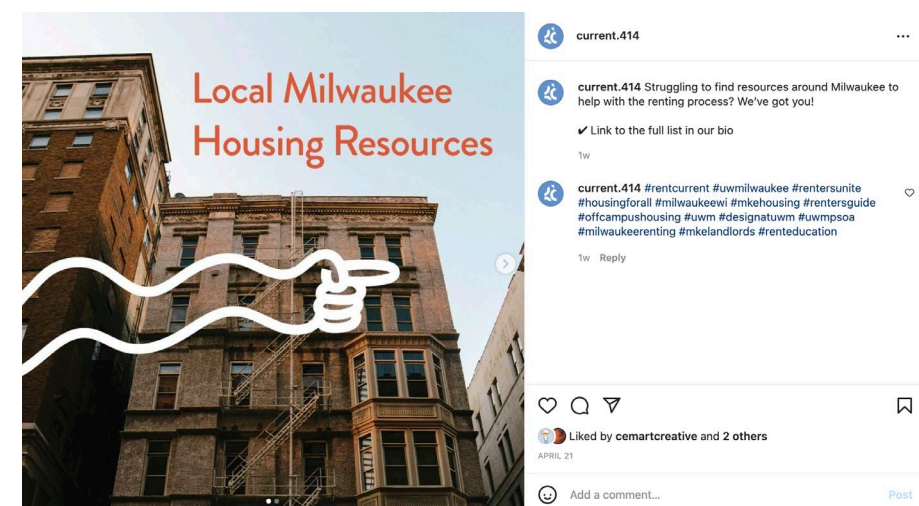 Local Milwaukee
Housing Resources
current.414
current.414 Struggling to find resources around Milwaukee to
help with the renting process? We've got you!
✔ Link to the full list in our bio
1w
current.414 #rentcurrent #uwmilwaukee #rentersunite
#housingforall #milwaukeewi #mkehousing #rentersguide
#offcampushousing #uwm #designatuwm #uwmpsoa
#milwaukeerenting #mkelandlords #renteducation
1w Reply
Liked by cemartcreative and 2 others
APRIL 21
Add a comment...
Post